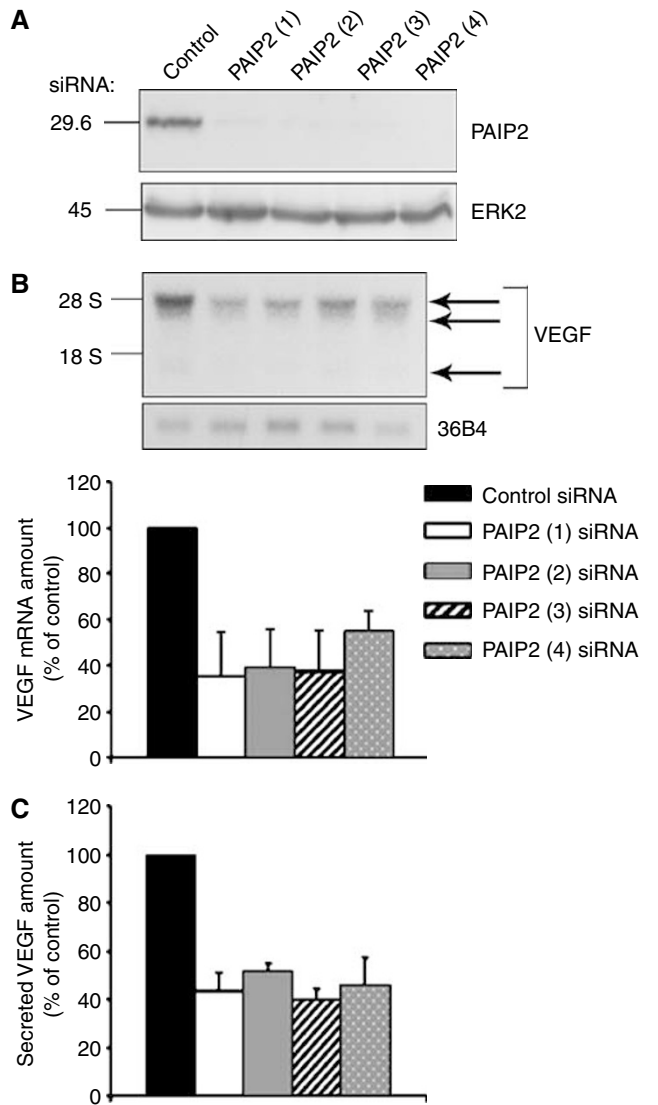 A
siRNA:
Control
PAIP2 (1)
PAIP2 (2)
PAIP2 (3)
PAIP2 (4)
29.6
PAIP2
45
ERK2
B
28 S
18 S
VEGF
36B4
VEGF mRNA amount
(% of control)
120
100
80
60
40
20
0
Control siRNA
PAIP2 (1) siRNA
PAIP2 (2) siRNA
PAIP2 (3) siRNA
PAIP2 (4) siRNA
C
Secreted VEGF amount
(% of control)
120
100
80
60
40
20
0